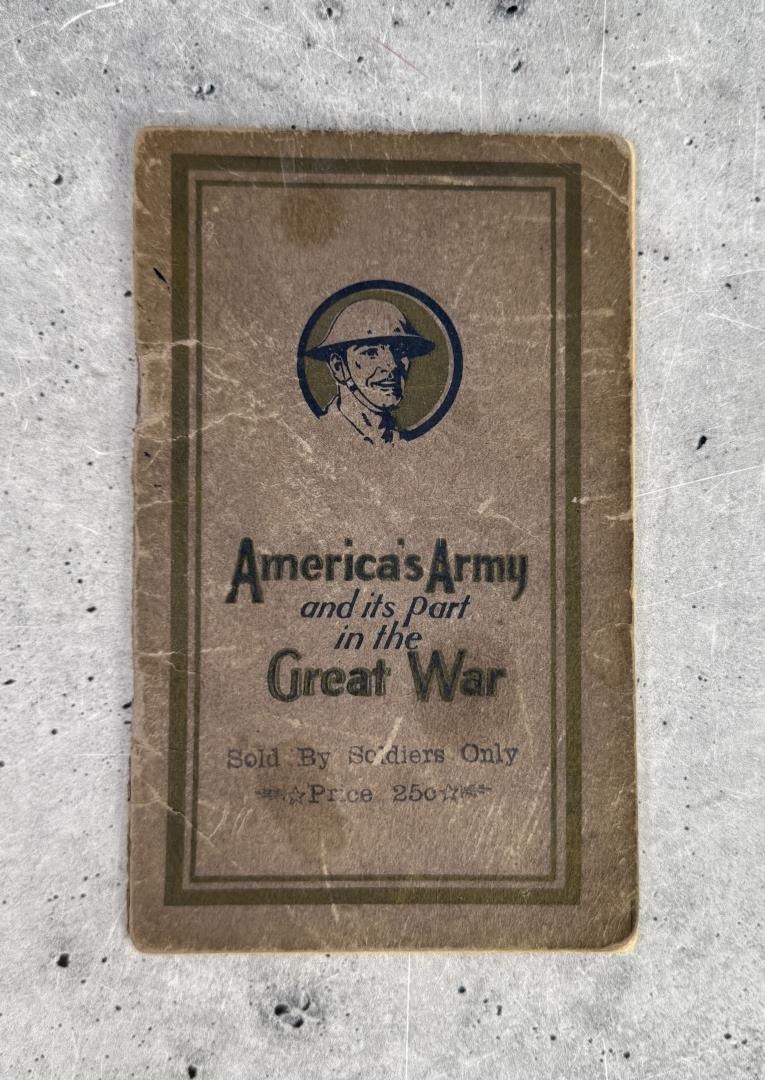 America's Army
and its part
in the
Great War
Sold By Soldiers Only
☆Price 25c☆